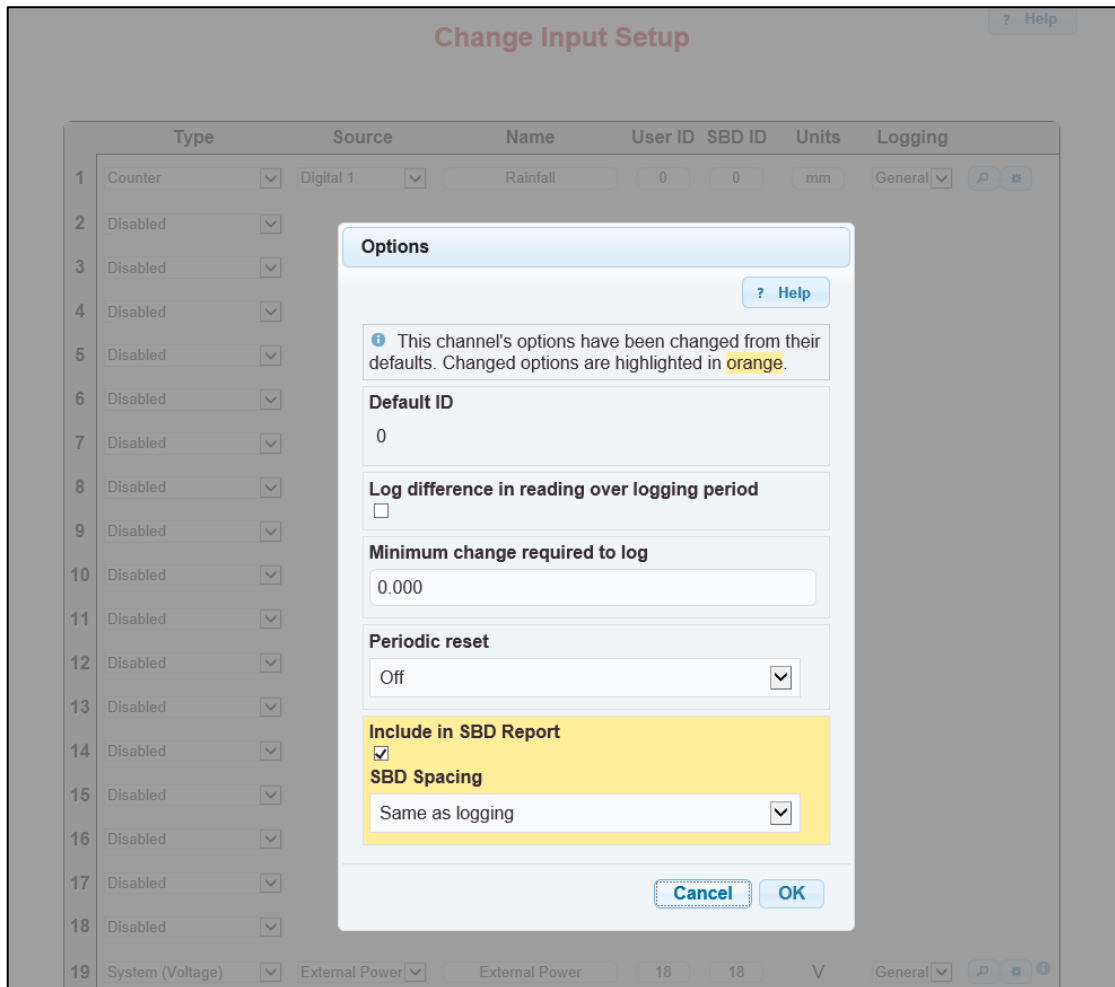 ? Help
Change Input Setup
Type Source Name User ID SBD ID Units Logging
1 Counter Digital 1 Rainfall 0 0 mm General
2 Disabled
3 Disabled
4 Disabled
5 Disabled
6 Disabled
7 Disabled
8 Disabled
9 Disabled
10 Disabled
11 Disabled
12 Disabled
13 Disabled
14 Disabled
15 Disabled
16 Disabled
17 Disabled
18 Disabled
19 System (Voltage) External Power External Power 18 18 V General
Options
? Help
This channel's options have been changed from their
defaults. Changed options are highlighted in orange.
Default ID
0
Log difference in reading over logging period
Minimum change required to log
0.000
Periodic reset
Off
Include in SBD Report
SBD Spacing
Same as logging
Cancel OK